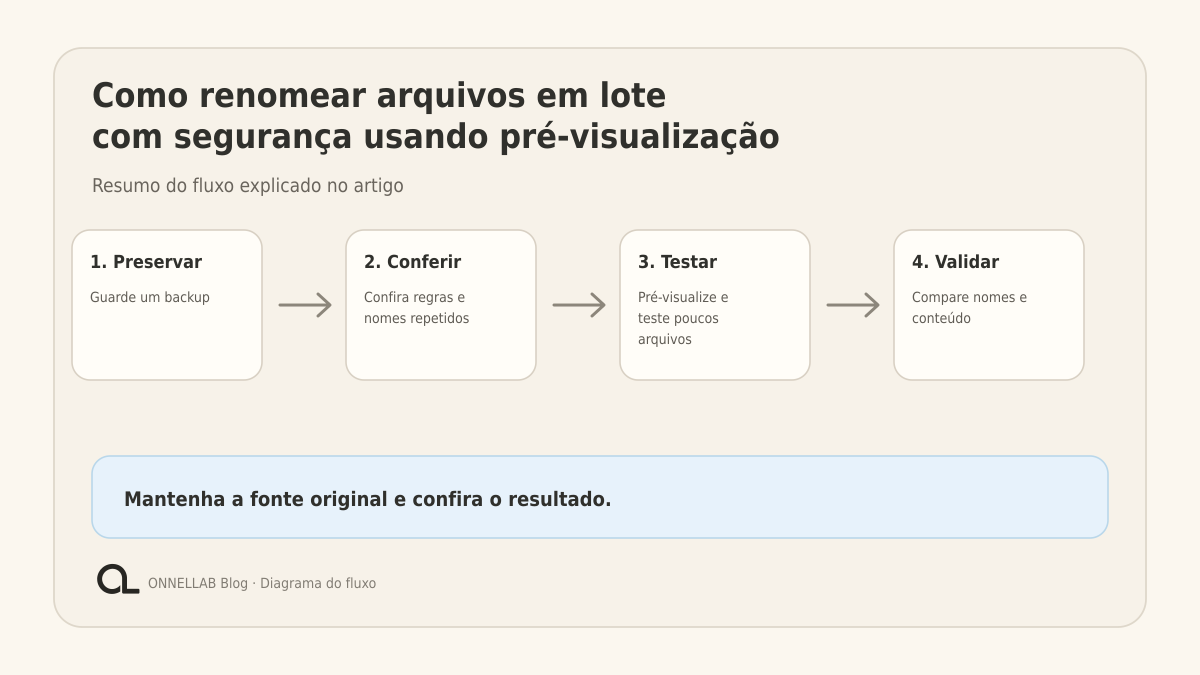 Como renomear arquivos em lote
com segurança usando pré-visualização
Resumo do fluxo explicado no artigo
1. Preservar
Guarde um backup
2. Conferir
Confira regras e
nomes repetidos
3. Testar
Pré-visualize e
teste poucos
arquivos
4. Validar
Compare nomes e
conteúdo
Mantenha a fonte original e confira o resultado.
ONNELLAB Blog · Diagrama do fluxo